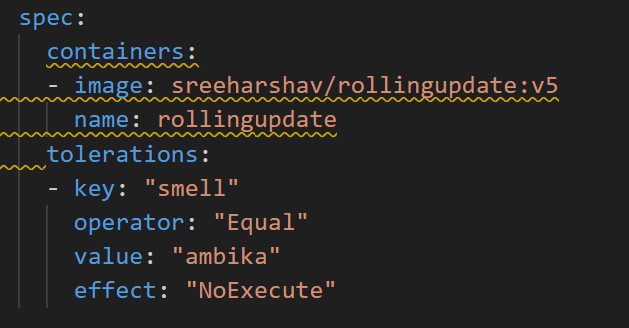 spec:
  containers:
  - image: sreeharshav/rollingupdate:v5
    name: rollingupdate
  tolerations:
  - key: "smell"
    operator: "Equal"
    value: "ambika"
    effect: "NoExecute"